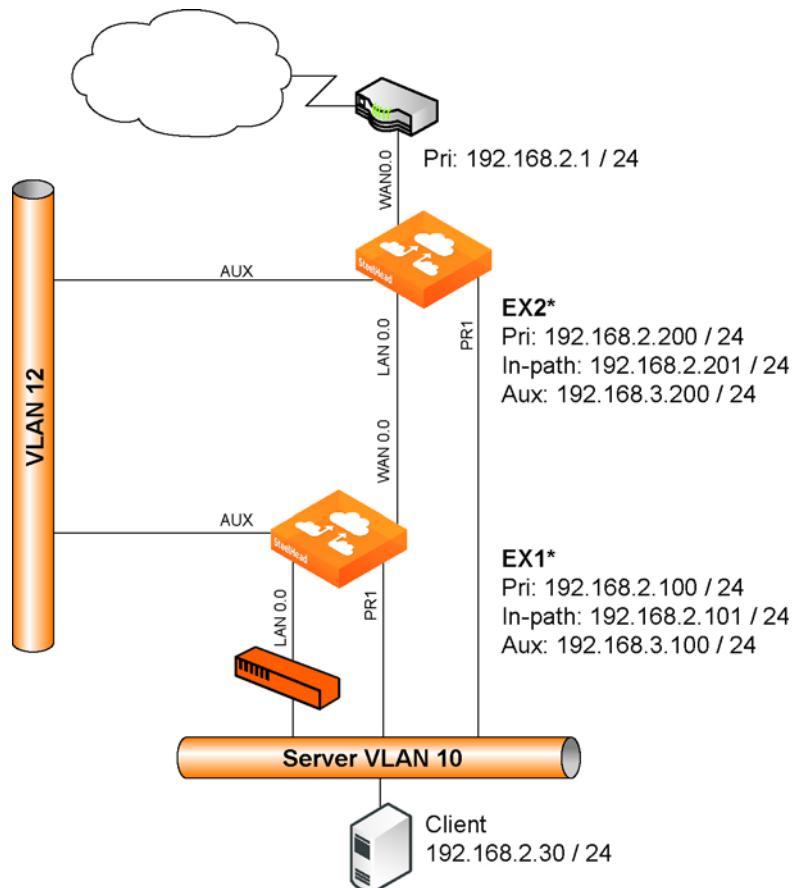 WAN0.0
Pri: 192.168.2.1 / 24
SteelHead
AUX
LAN 0.0
PR1
EX2*
Pri: 192.168.2.200 / 24
In-path: 192.168.2.201 / 24
Aux: 192.168.3.200 / 24
VLAN 12
WAN 0.0
AUX
SteelHead
LAN 0.0
PR1
EX1*
Pri: 192.168.2.100 / 24
In-path: 192.168.2.101 / 24
Aux: 192.168.3.100 / 24
Server VLAN 10
Client
192.168.2.30 / 24